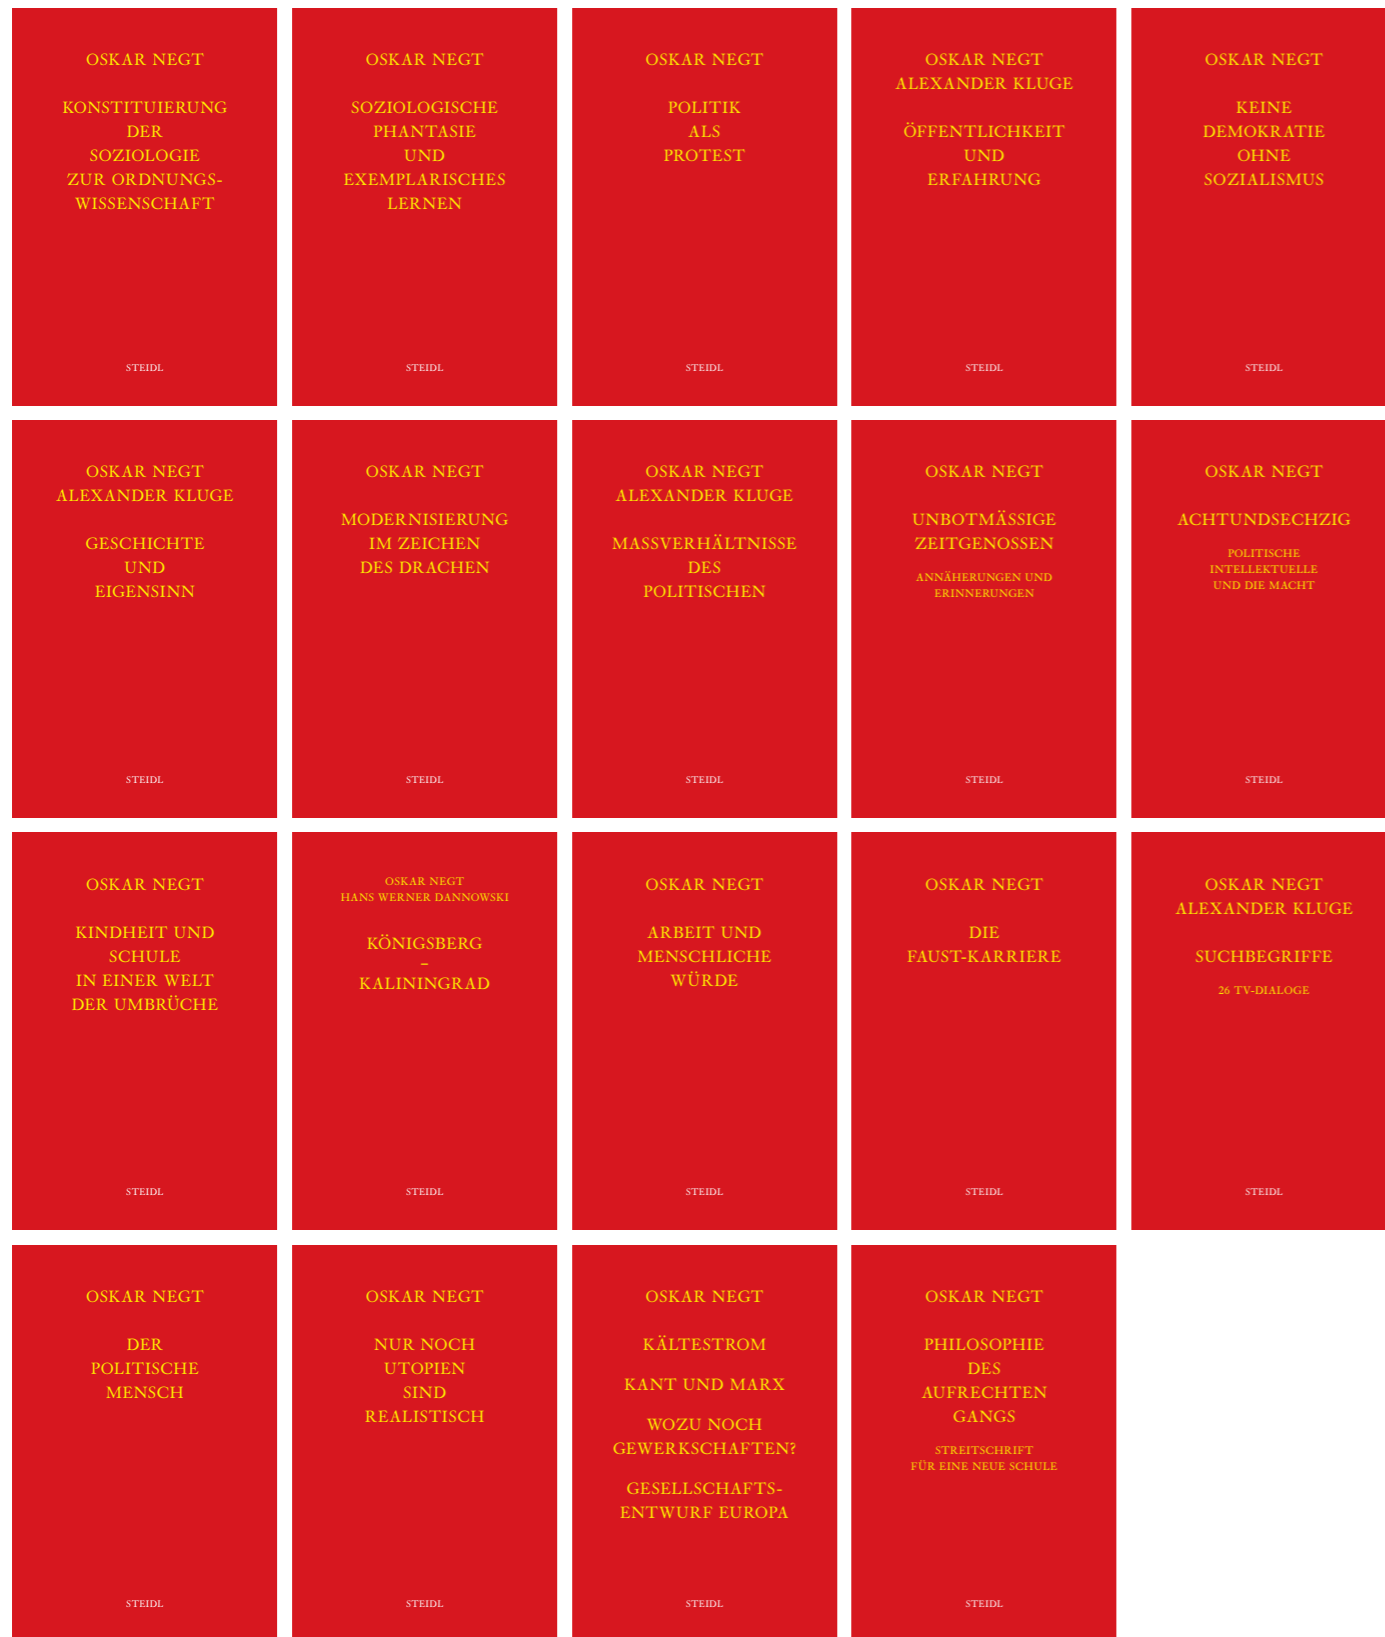 OSKAR NEGT
KONSTITUIERUNG
DER
SOZIOLOGIE
ZUR ORDNUNGS-
WISSENSCHAFT
STEIDL
OSKAR NEGT
SOZIOLOGISCHE
PHANTASIE
UND
EXEMPLARISCHES
LERNEN
STEIDL
OSKAR NEGT
POLITIK
ALS
PROTEST
STEIDL
OSKAR NEGT
ALEXANDER KLUGE
ÖFFENTLICHKEIT
UND
ERFAHRUNG
STEIDL
OSKAR NEGT
KEINE
DEMOKRATIE
OHNE
SOZIALISMUS
STEIDL
OSKAR NEGT
ALEXANDER KLUGE
GESCHICHTE
UND
EIGENSINN
STEIDL
OSKAR NEGT
MODERNISIERUNG
IM ZEICHEN
DES DRACHEN
STEIDL
OSKAR NEGT
ALEXANDER KLUGE
MASSVERHÄLTNISSE
DES
POLITISCHEN
STEIDL
OSKAR NEGT
UNBOTMÄSSIGE
ZEITGENOSSEN
ANNÄHERUNGEN UND
ERINNERUNGEN
STEIDL
OSKAR NEGT
ACHTUNDSECHZIG
POLITISCHE
INTELLEKTUELLE
UND DIE MACHT
STEIDL
OSKAR NEGT
KINDHEIT UND
SCHULE
IN EINER WELT
DER UMBRÜCHE
STEIDL
OSKAR NEGT
HANS WERNER DANNOWSKI
KÖNIGSBERG
–
KALININGRAD
STEIDL
OSKAR NEGT
ARBEIT UND
MENSCHLICHE
WÜRDE
STEIDL
OSKAR NEGT
DIE
FAUST-KARRIERE
STEIDL
OSKAR NEGT
ALEXANDER KLUGE
SUCHBEGRIFFE
26 TV-DIALOGE
STEIDL
OSKAR NEGT
DER
POLITISCHE
MENSCH
STEIDL
OSKAR NEGT
NUR NOCH
UTOPIEN
SIND
REALISTISCH
STEIDL
OSKAR NEGT
KÄLTESTROM
KANT UND MARX
WOZU NOCH
GEWERKSCHAFTEN?
GESELLSCHAFTS-
ENTWURF EUROPA
STEIDL
OSKAR NEGT
PHILOSOPHIE
DES
AUFRECHTEN
GANGS
STREITSCHRIFT
FÜR EINE NEUE SCHULE
STEIDL